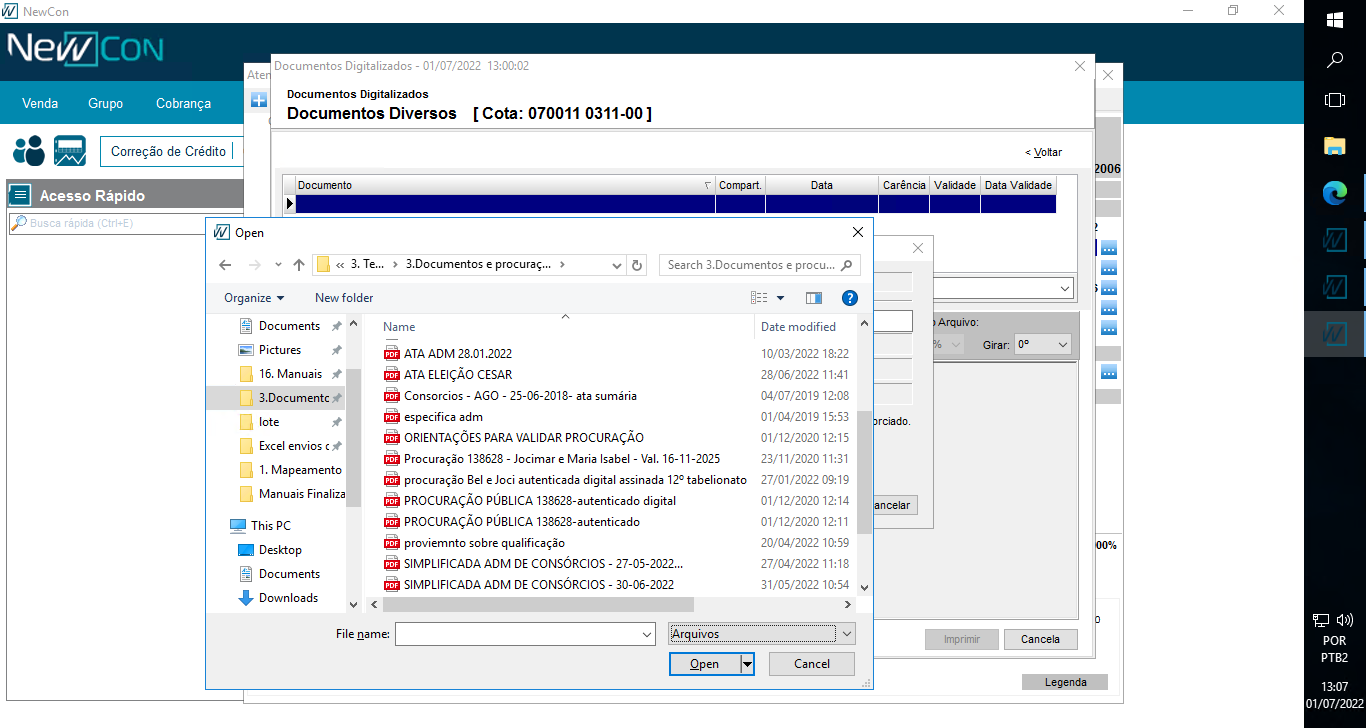 NewCon
NEWCON
Venda Grupo Cobrança
Correção de Crédito
Acesso Rápido
Busca rápida (Ctrl+E)
Aten
Documentos Digitalizados - 01/07/2022 13:00:02
Documentos Digitalizados
Documentos Diversos [ Cota: 070011 0311-00 ]
< Voltar
2006
Documento Compart. Data Carência Validade Data Validade
Open
« 3. Te... › 3.Documentos e procuraç... ›
Search 3.Documentos e procu...
Organize New folder
Documents
Pictures
16. Manuais
3.Documento
lote
Excel envios c
1. Mapeamento
Manuais Finaliza
This PC
Desktop
Documents
Downloads
Name Date modified
ATA ADM 28.01.2022 10/03/2022 18:22
ATA ELEIÇÃO CESAR 28/06/2022 11:41
Consorcios - AGO - 25-06-2018- ata sumária 04/07/2019 12:08
especifica adm 01/04/2019 15:53
ORIENTAÇÕES PARA VALIDAR PROCURAÇÃO 01/12/2020 12:15
Procuração 138628 - Jocimar e Maria Isabel - Val. 16-11-2025 23/11/2020 11:31
procuração Bel e Joci autenticada digital assinada 12º tabelionato 27/01/2022 09:19
PROCURAÇÃO PÚBLICA 138628-autenticado digital 01/12/2020 12:14
PROCURAÇÃO PÚBLICA 138628-autenticado 01/12/2020 12:11
proviemnto sobre qualificação 20/04/2022 10:59
SIMPLIFICADA ADM DE CONSÓRCIOS - 27-05-2022... 27/04/2022 11:18
SIMPLIFICADA ADM DE CONSÓRCIOS - 30-06-2022 31/05/2022 10:54
File name:
Arquivos
Open Cancel
o Arquivo:
% Girar: 0º
orciado.
ancelar
00%
Imprimir Cancela
Legenda
POR
PTB2
13:07
01/07/2022